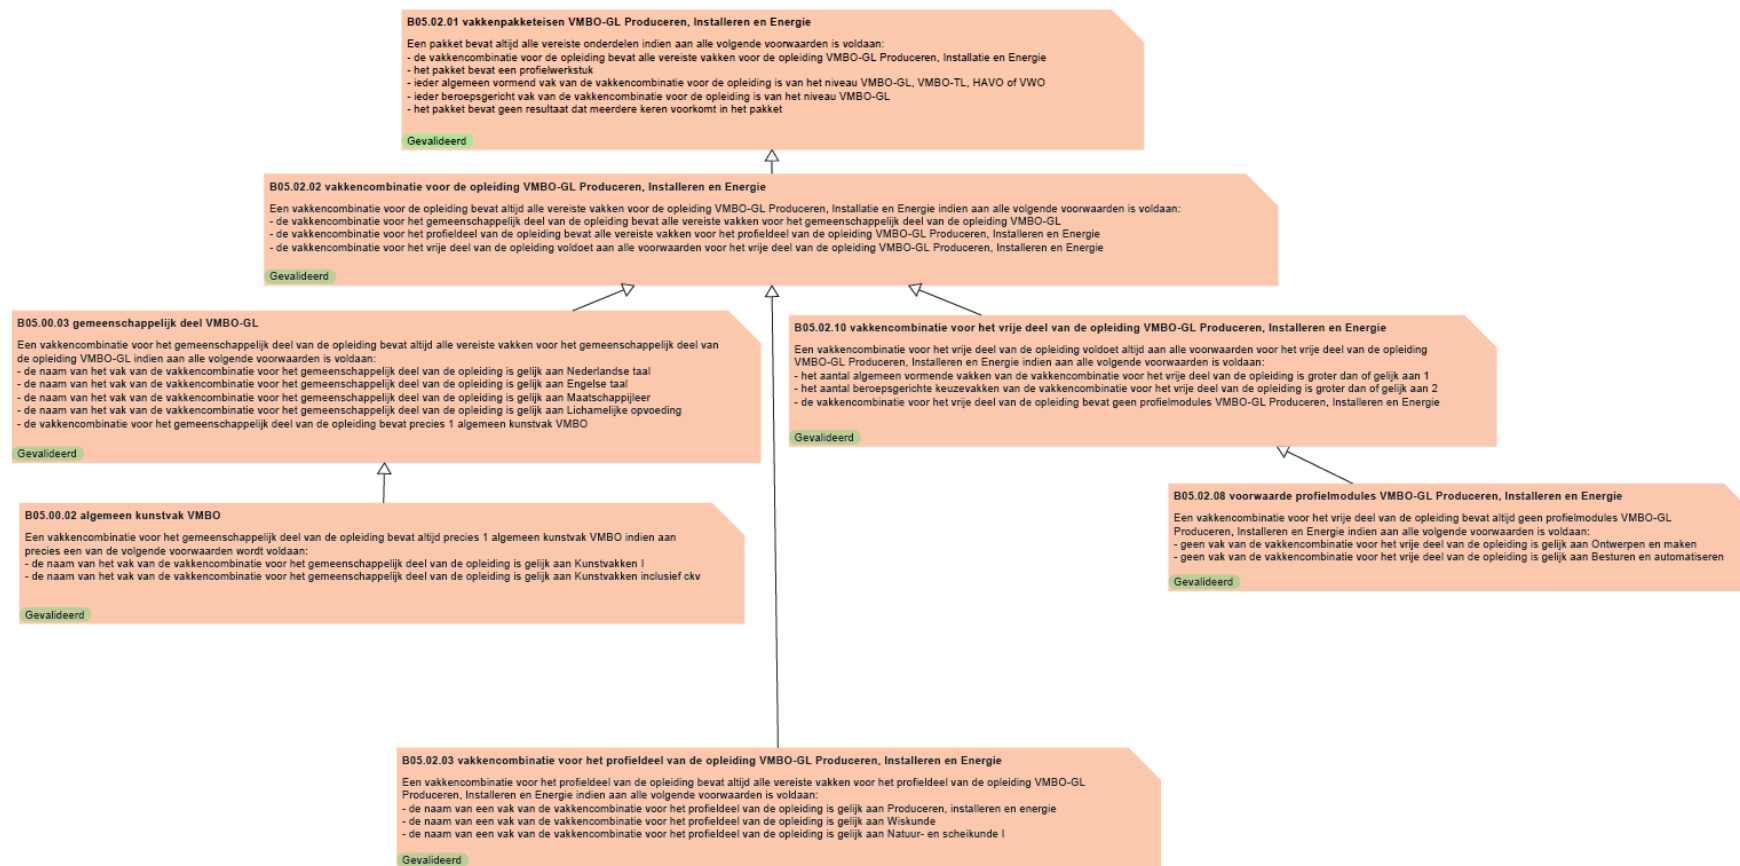 B05.02.01 vakkenpakketeisen VMBO-GL Produceren, Installeren en Energie
Een pakket bevat altijd alle vereiste onderdelen indien aan alle volgende voorwaarden is voldaan:
- de vakkencombinatie voor de opleiding bevat alle vereiste vakken voor de opleiding VMBO-GL Produceren, Installatie en Energie
- het pakket bevat een profielwerkstuk
- ieder algemeen vormend vak van de vakkencombinatie voor de opleiding is van het niveau VMBO-GL, VMBO-TL, HAVO of VWO
- ieder beroepsgericht vak van de vakkencombinatie voor de opleiding is van het niveau VMBO-GL
- het pakket bevat geen resultaat dat meerdere keren voorkomt in het pakket
Gevalideerd
B05.02.02 vakkencombinatie voor de opleiding VMBO-GL Produceren, Installeren en Energie
Een vakkencombinatie voor de opleiding bevat altijd alle vereiste vakken voor de opleiding VMBO-GL Produceren, Installatie en Energie indien aan alle volgende voorwaarden is voldaan:
- de vakkencombinatie voor het gemeenschappelijk deel van de opleiding bevat alle vereiste vakken voor het gemeenschappelijk deel van de opleiding VMBO-GL
- de vakkencombinatie voor het profieldeel van de opleiding bevat alle vereiste vakken voor het profieldeel van de opleiding VMBO-GL Produceren, Installeren en Energie
- de vakkencombinatie voor het vrije deel van de opleiding voldoet aan alle voorwaarden voor het vrije deel van de opleiding VMBO-GL Produceren, Installeren en Energie
Gevalideerd
B05.00.03 gemeenschappelijk deel VMBO-GL
Een vakkencombinatie voor het gemeenschappelijk deel van de opleiding bevat altijd alle vereiste vakken voor het gemeenschappelijk deel van
de opleiding VMBO-GL indien aan alle volgende voorwaarden is voldaan:
- de naam van het vak van de vakkencombinatie voor het gemeenschappelijk deel van de opleiding is gelijk aan Nederlandse taal
- de naam van het vak van de vakkencombinatie voor het gemeenschappelijk deel van de opleiding is gelijk aan Engelse taal
- de naam van het vak van de vakkencombinatie voor het gemeenschappelijk deel van de opleiding is gelijk aan Maatschappijleer
- de naam van het vak van de vakkencombinatie voor het gemeenschappelijk deel van de opleiding is gelijk aan Lichamelijke opvoeding
- de vakkencombinatie voor het gemeenschappelijk deel van de opleiding bevat precies 1 algemeen kunstvak VMBO
Gevalideerd
B05.02.10 vakkencombinatie voor het vrije deel van de opleiding VMBO-GL Produceren, Installeren en Energie
Een vakkencombinatie voor het vrije deel van de opleiding voldoet altijd aan alle voorwaarden voor het vrije deel van de opleiding
VMBO-GL Produceren, Installeren en Energie indien aan alle volgende voorwaarden is voldaan:
- het aantal algemeen vormende vakken van de vakkencombinatie voor het vrije deel van de opleiding is groter dan of gelijk aan 1
- het aantal beroepsgerichte keuzevakken van de vakkencombinatie voor het vrije deel van de opleiding is groter dan of gelijk aan 2
- de vakkencombinatie voor het vrije deel van de opleiding bevat geen profielmodules VMBO-GL Produceren, Installeren en Energie
Gevalideerd
B05.00.02 algemeen kunstvak VMBO
Een vakkencombinatie voor het gemeenschappelijk deel van de opleiding bevat altijd precies 1 algemeen kunstvak VMBO indien aan
precies een van de volgende voorwaarden wordt voldaan:
- de naam van het vak van de vakkencombinatie voor het gemeenschappelijk deel van de opleiding is gelijk aan Kunstvakken I
- de naam van het vak van de vakkencombinatie voor het gemeenschappelijk deel van de opleiding is gelijk aan Kunstvakken inclusief ckv
Gevalideerd
B05.02.08 voorwaarde profielmodules VMBO-GL Produceren, Installeren en Energie
Een vakkencombinatie voor het vrije deel van de opleiding bevat altijd geen profielmodules VMBO-GL
Produceren, Installeren en Energie indien aan alle volgende voorwaarden is voldaan:
- geen vak van de vakkencombinatie voor het vrije deel van de opleiding is gelijk aan Ontwerpen en maken
- geen vak van de vakkencombinatie voor het vrije deel van de opleiding is gelijk aan Besturen en automatiseren
Gevalideerd
B05.02.03 vakkencombinatie voor het profieldeel van de opleiding VMBO-GL Produceren, Installeren en Energie
Een vakkencombinatie voor het profieldeel van de opleiding bevat altijd alle vereiste vakken voor het profieldeel van de opleiding VMBO-GL
Produceren, Installeren en Energie indien aan alle volgende voorwaarden is voldaan:
- de naam van een vak van de vakkencombinatie voor het profieldeel van de opleiding is gelijk aan Produceren, installeren en energie
- de naam van een vak van de vakkencombinatie voor het profieldeel van de opleiding is gelijk aan Wiskunde
- de naam van een vak van de vakkencombinatie voor het profieldeel van de opleiding is gelijk aan Natuur- en scheikunde I
Gevalideerd